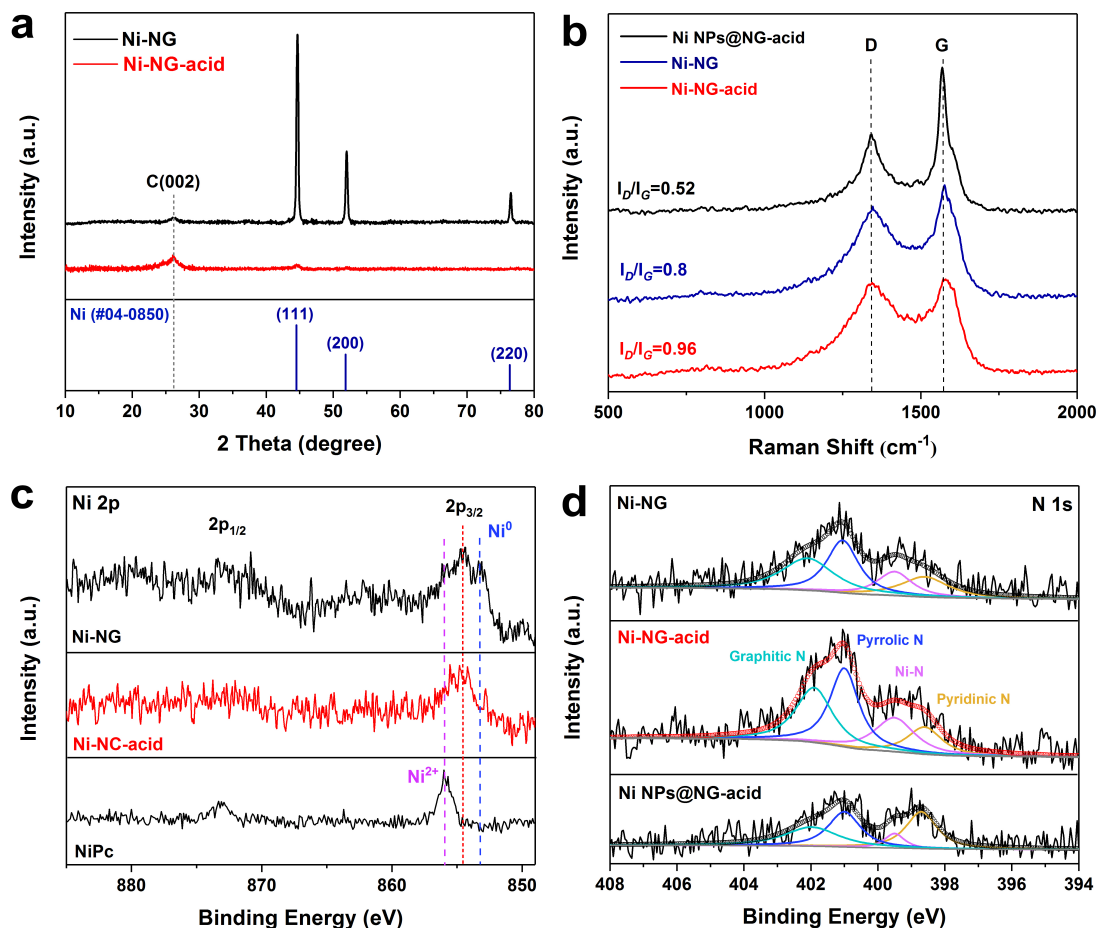 a
Ni-NG
Ni-NG-acid
C(002)
Ni (#04-0850)
(111)
(200)
(220)
10 20 30 40 50 60 70 80
2 Theta (degree)
Intensity (a.u.)
b
Ni NPs@NG-acid
Ni-NG
Ni-NG-acid
D
G
I_D/I_G=0.52
I_D/I_G=0.8
I_D/I_G=0.96
500 1000 1500 2000
Raman Shift (cm⁻¹)
Intensity (a.u.)
c
Ni 2p
2p₁/₂
2p₃/₂
Ni⁰
Ni-NG
Ni-NC-acid
Ni²⁺
NiPc
880 870 860 850
Binding Energy (eV)
Intensity (a.u.)
d
Ni-NG
N 1s
Ni-NG-acid
Graphitic N
Pyrrolic N
Ni-N
Pyridinic N
Ni NPs@NG-acid
408 406 404 402 400 398 396 394
Binding Energy (eV)
Intensity (a.u.)